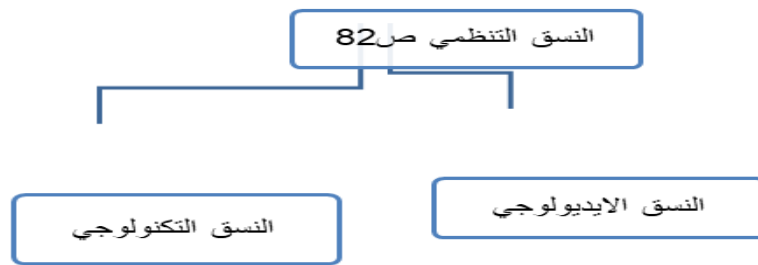 النسق التنظمي ص82
النسق الايديولوجي
النسق التكنولوجي